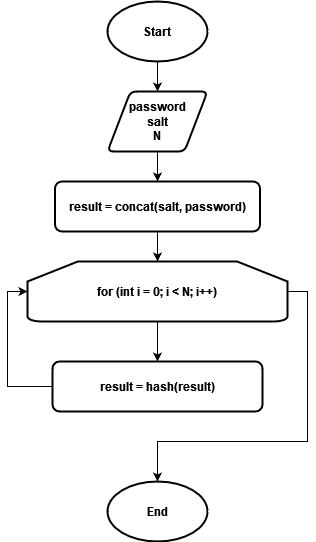 Start
password
salt
N
result = concat(salt, password)
for (int i = 0; i < N; i++)
result = hash(result)
End